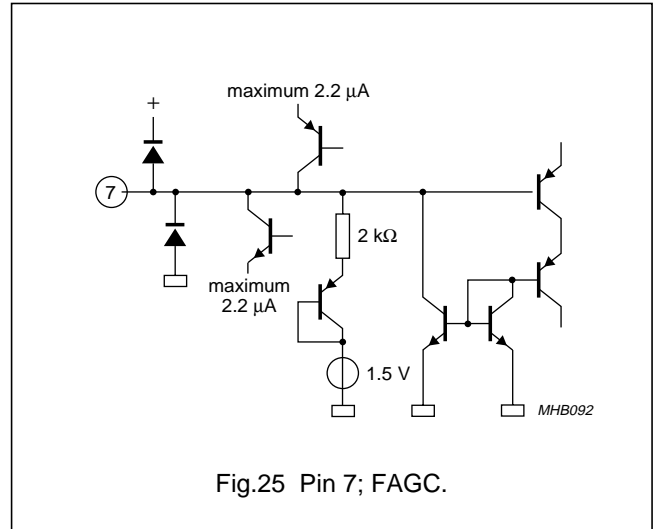 maximum 2.2 μA
+
7
2 kΩ
maximum
2.2 μA
1.5 V
MHB092
Fig.25 Pin 7; FAGC.